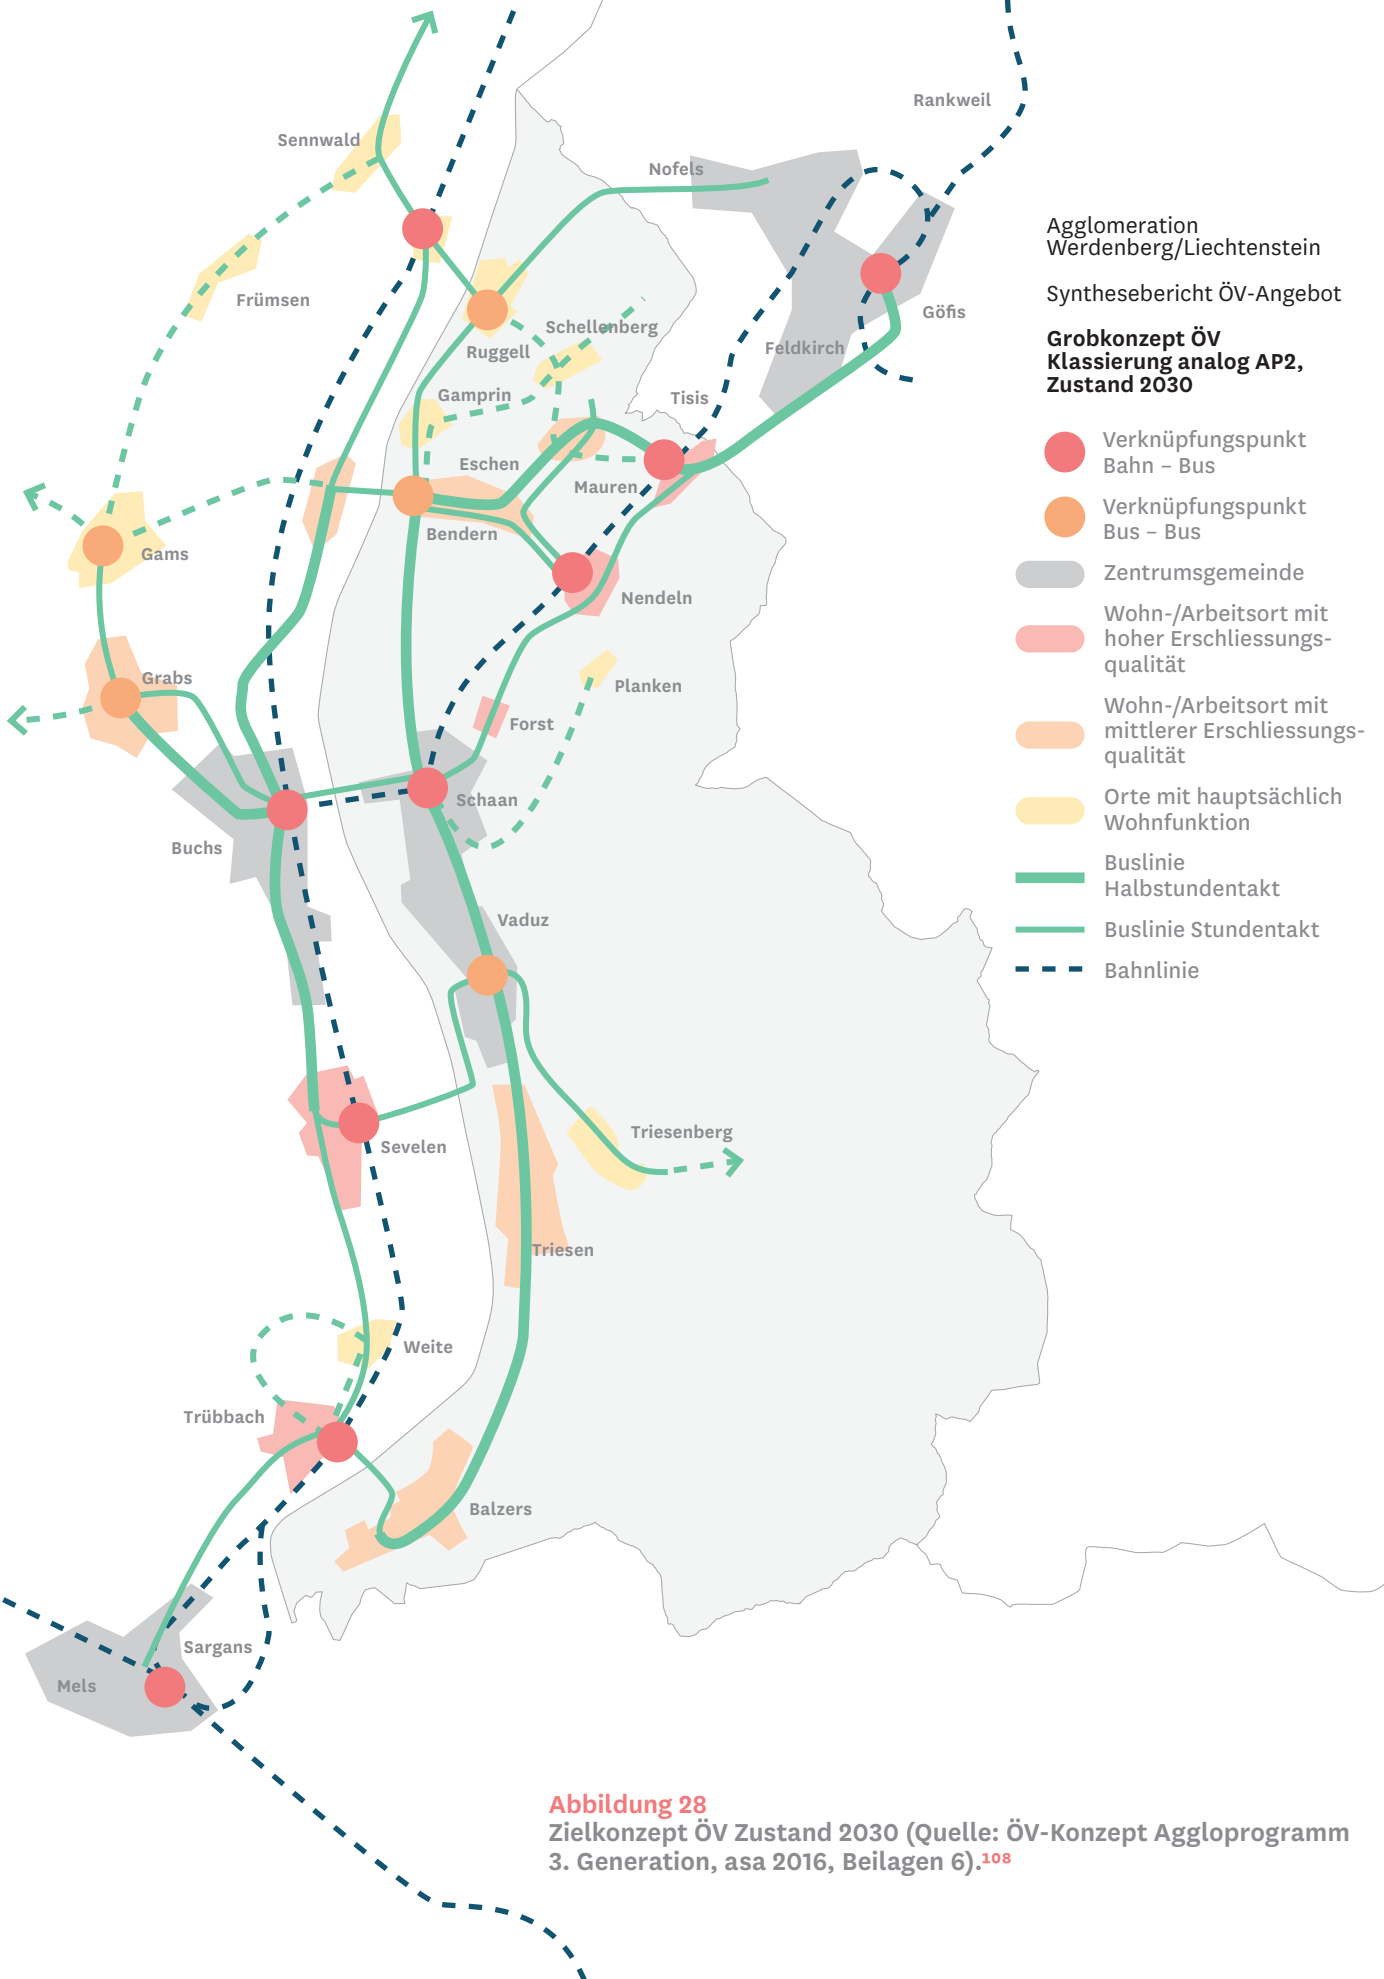 Rankweil
Sennwald
Nofels
Agglomeration
Werdenberg/Liechtenstein
Synthesebericht ÖV-Angebot
Grobkonzept ÖV
Klassierung analog AP2,
Zustand 2030
Frümsen
Göfis
Schellenberg
Ruggell
Feldkirch
Gamprin
Tisis
Eschen
Mauren
Bendern
Gams
Nendeln
Grabs
Planken
Forst
Schaan
Buchs
Vaduz
Triesenberg
Sevelen
Triesen
Weite
Trübbach
Balzers
Sargans
Mels
Verknüpfungspunkt
Bahn – Bus
Verknüpfungspunkt
Bus – Bus
Zentrumsgemeinde
Wohn-/Arbeitsort mit
hoher Erschliessungs-
qualität
Wohn-/Arbeitsort mit
mittlerer Erschliessungs-
qualität
Orte mit hauptsächlich
Wohnfunktion
Buslinie
Halbstundentakt
Buslinie Stundentakt
Bahnlinie
Abbildung 28
Zielkonzept ÖV Zustand 2030 (Quelle: ÖV-Konzept Aggloprogramm
3. Generation, asa 2016, Beilagen 6).108